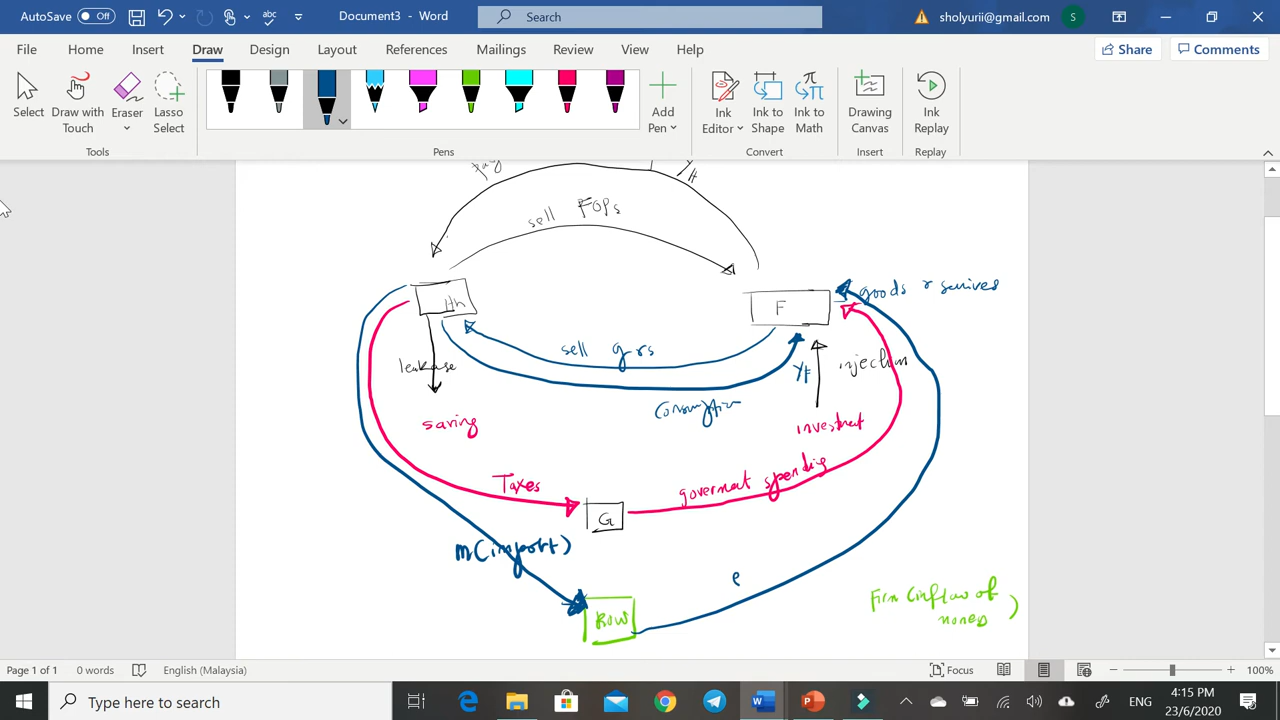 AutoSave Off
Document3 - Word
Search
sholyurii@gmail.com S
File Home Insert Draw Design Layout References Mailings Review View Help
Share Comments
Select
Draw with Touch
Eraser
Lasso Select
Add Pen
Ink Editor
Ink to Shape
Ink to Math
Drawing Canvas
Ink Replay
Tools
Pens
Convert
Insert
Replay
sell FOPs
Hh
F
goods & servives
sell grs
leakase
Yf
injection
Consumption
saving
investment
Taxes
government spending
G
m(import)
e
ROW
Firm (inflow of
money)
Page 1 of 1 0 words English (Malaysia)
Focus
100%
Type here to search
ENG
4:15 PM
23/6/2020